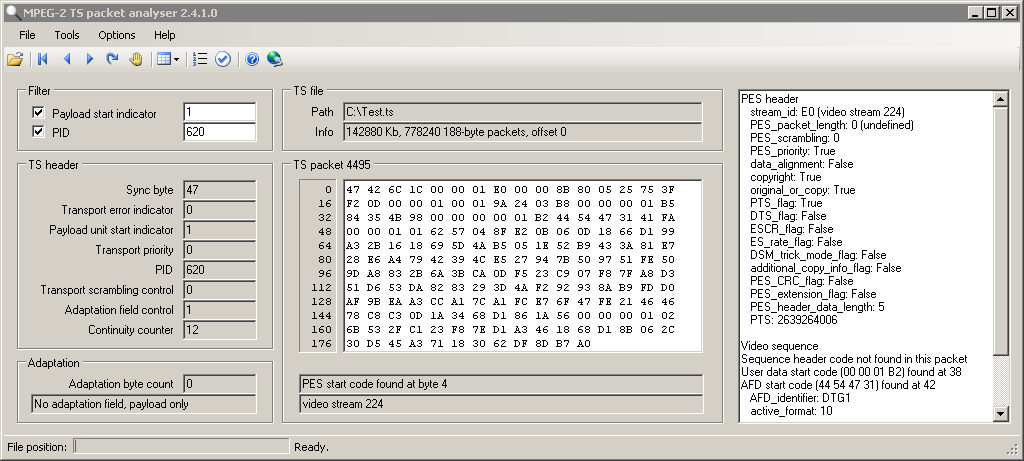 MPEG-2 TS packet analyser 2.4.1.0
File Tools Options Help
Filter
Payload start indicator 1
PID 620
TS file
Path C:\Test.ts
Info 142880 Kb, 778240 188-byte packets, offset 0
TS header
Sync byte 47
Transport error indicator 0
Payload unit start indicator 1
Transport priority 0
PID 620
Transport scrambling control 0
Adaptation field control 1
Continuity counter 12
Adaptation
Adaptation byte count 0
No adaptation field, payload only
TS packet 4495
0 47 42 6C 1C 00 00 01 E0 00 00 8B 80 05 25 75 3F
16 F2 0D 00 00 01 00 01 9A 24 03 B8 00 00 00 01 B5
32 84 35 4B 98 00 00 00 01 B2 44 54 47 31 41 FA
48 00 00 01 01 62 57 04 8F E2 0B 06 0D 18 66 D1 99
64 A3 2B 16 18 69 5D 4A B5 05 1E 52 B9 43 3A 81 E7
80 28 E6 A4 79 42 39 4C E5 27 94 7B 50 97 51 FE 50
96 9D A8 83 2B 6A 3B CA 0D F5 23 C9 07 F8 7F A8 D3
112 51 D6 53 DA 82 83 29 3D 4A F2 92 93 8A B9 FD D0
128 AF 9B EA A3 CC A1 7C A1 FC E7 6F 47 FE 21 46 46
144 78 C8 C3 0D 1A 34 68 D1 86 1A 56 00 00 00 01 02
160 6B 53 2F C1 23 F8 7E D1 A3 46 18 68 D1 8B 06 2C
176 30 D5 45 A3 71 18 30 62 DF 8D B7 A0
PES start code found at byte 4
video stream 224
PES header
stream_id: E0 (video stream 224)
PES_packet_length: 0 (undefined)
PES_scrambling: 0
PES_priority: True
data_alignment: False
copyright: True
original_or_copy: True
PTS_flag: True
DTS_flag: False
ESCR_flag: False
ES_rate_flag: False
DSM_trick_mode_flag: False
additional_copy_info_flag: False
PES_CRC_flag: False
PES_extension_flag: False
PES_header_data_length: 5
PTS: 2639264006
Video sequence
Sequence header code not found in this packet
User data start code (00 00 01 B2) found at 38
AFD start code (44 54 47 31) found at 42
AFD_identifier: DTG1
active_format: 10
File position: Ready.